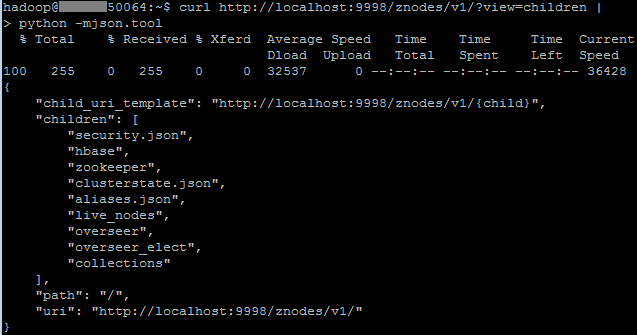 hadoop@ 50064:~$ curl http://localhost:9998/znodes/v1/?view=children |
> python -mjson.tool
  % Total    % Received % Xferd  Average Speed   Time    Time     Time  Current
                                 Dload  Upload   Total   Spent    Left  Speed
100   255    0   255    0     0  32537      0 --:--:-- --:--:-- --:--:-- 36428
{
    "child_uri_template": "http://localhost:9998/znodes/v1/{child}",
    "children": [
        "security.json",
        "hbase",
        "zookeeper",
        "clusterstate.json",
        "aliases.json",
        "live_nodes",
        "overseer",
        "overseer_elect",
        "collections"
    ],
    "path": "/",
    "uri": "http://localhost:9998/znodes/v1/"
}